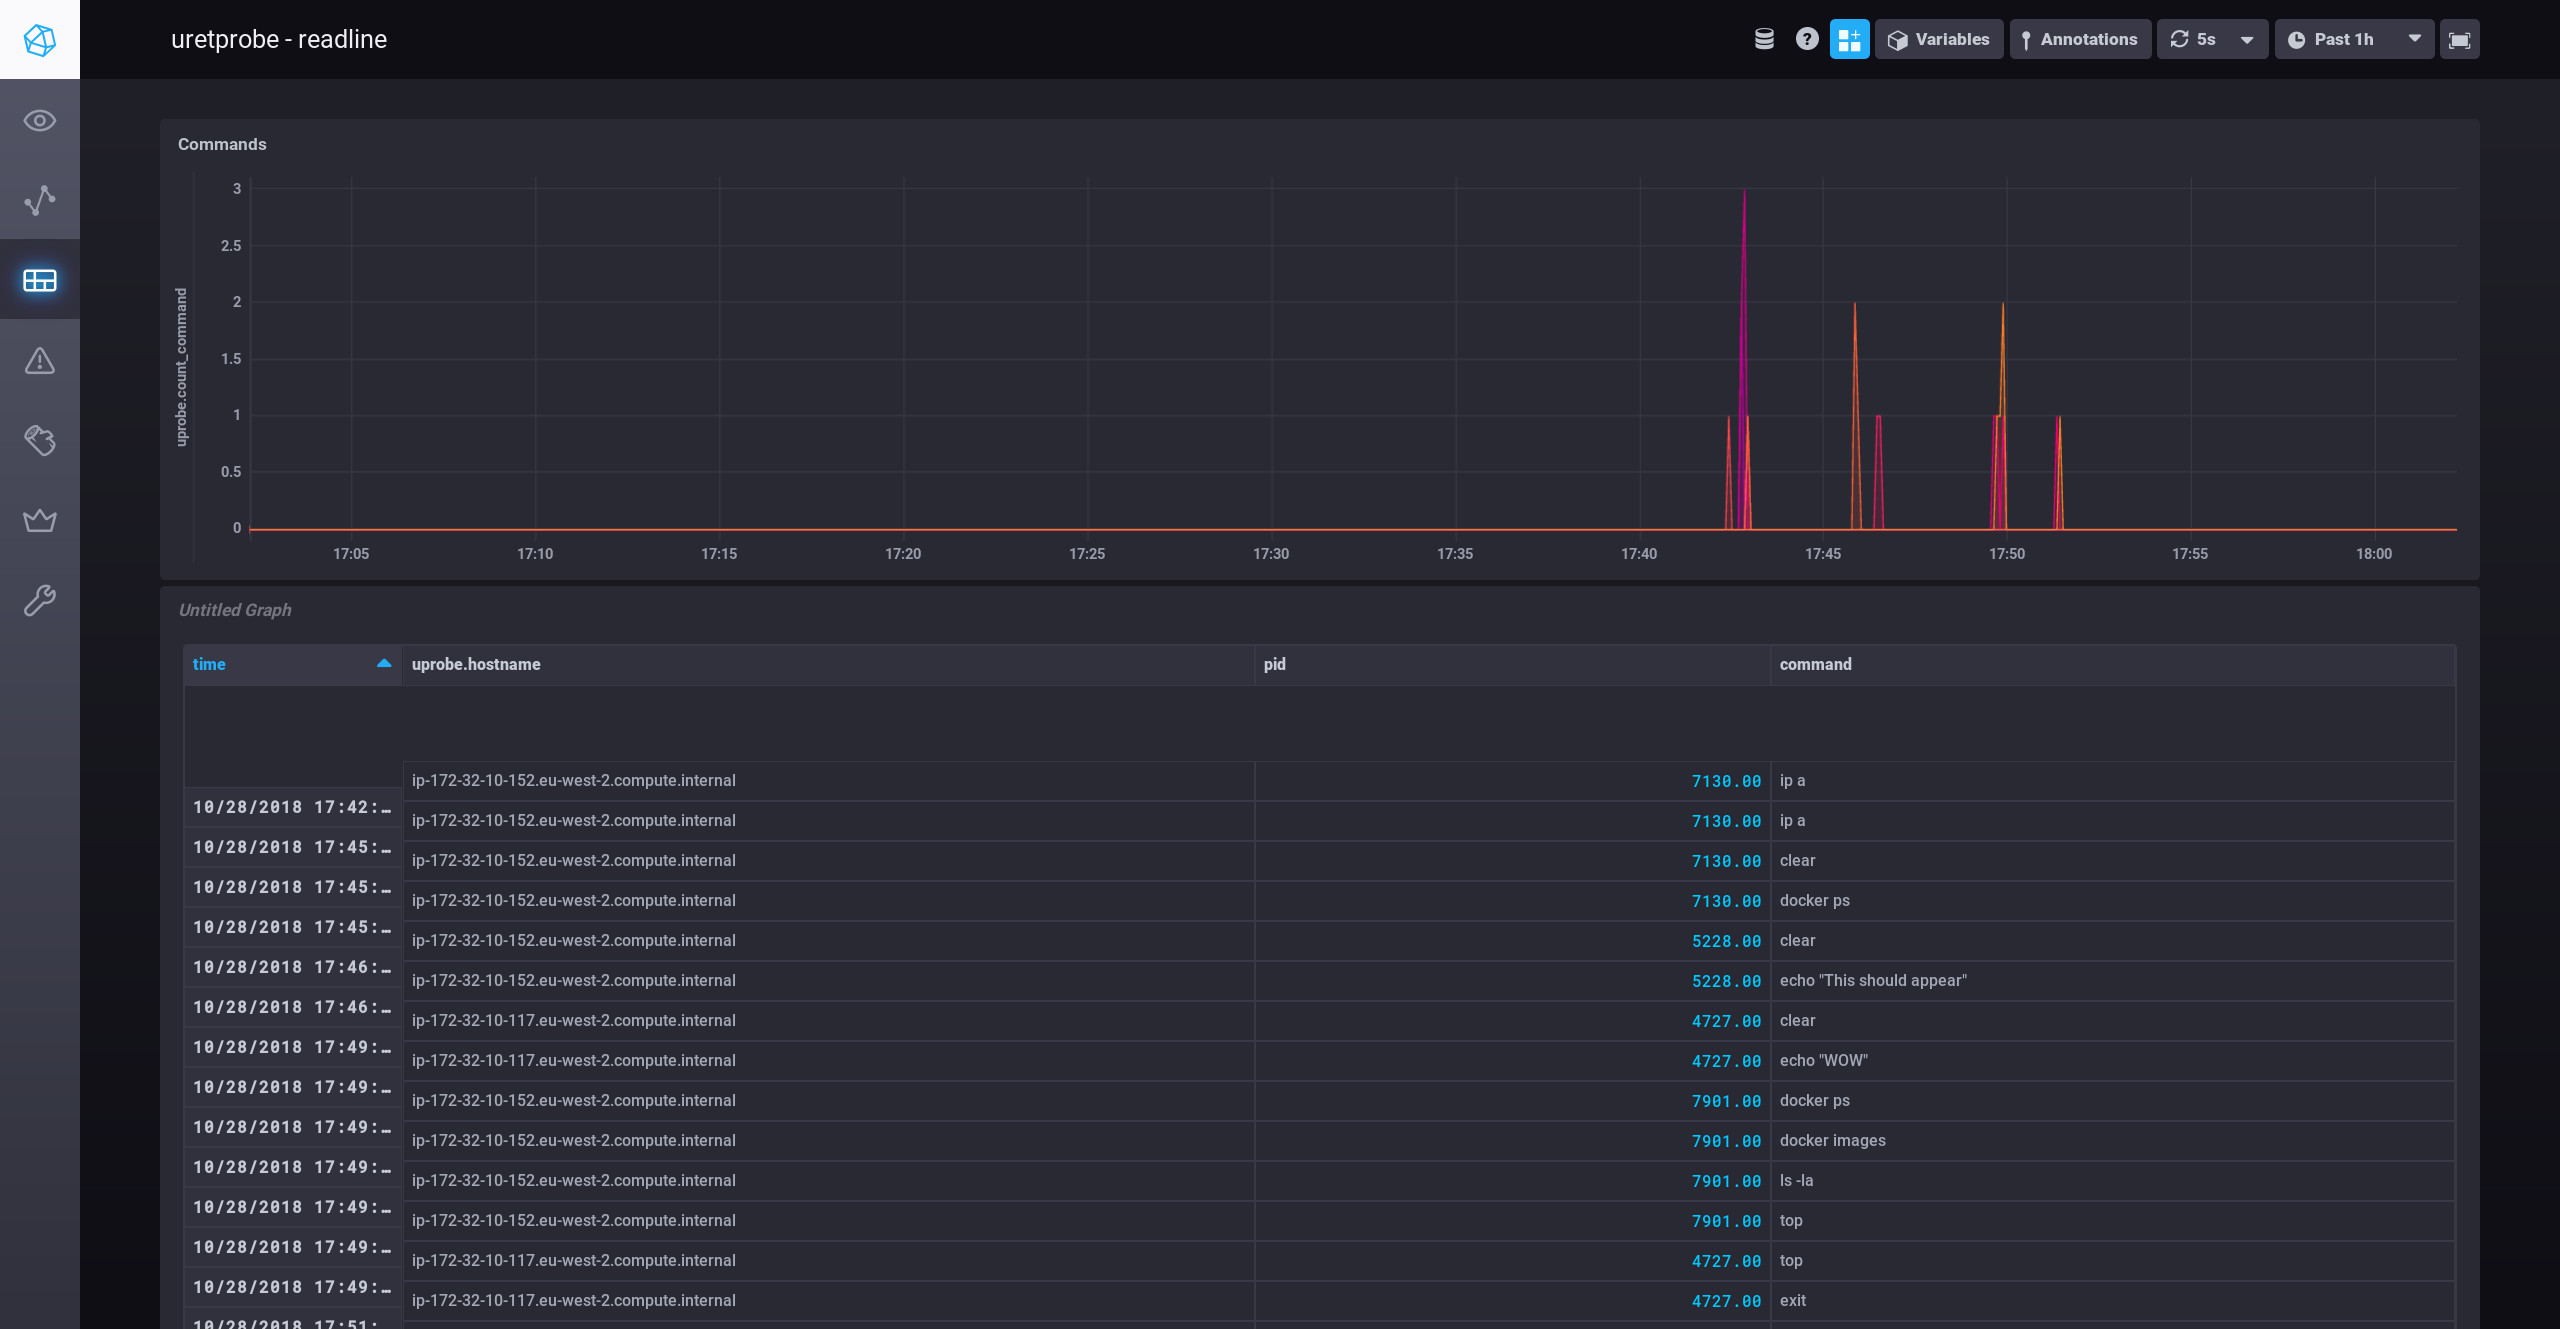 uretprobe - readline
Variables
Annotations
5s
Past 1h
Commands
uprobe.count_command
3
2.5
2
1.5
1
0.5
0
17:05 17:10 17:15 17:20 17:25 17:30 17:35 17:40 17:45 17:50 17:55 18:00
Untitled Graph
time uprobe.hostname pid command
ip-172-32-10-152.eu-west-2.compute.internal 7130.00 ip a
10/28/2018 17:42:…
ip-172-32-10-152.eu-west-2.compute.internal 7130.00 ip a
10/28/2018 17:45:…
ip-172-32-10-152.eu-west-2.compute.internal 7130.00 clear
10/28/2018 17:45:…
ip-172-32-10-152.eu-west-2.compute.internal 7130.00 docker ps
10/28/2018 17:45:…
ip-172-32-10-152.eu-west-2.compute.internal 5228.00 clear
10/28/2018 17:46:…
ip-172-32-10-152.eu-west-2.compute.internal 5228.00 echo "This should appear"
10/28/2018 17:46:…
ip-172-32-10-117.eu-west-2.compute.internal 4727.00 clear
10/28/2018 17:49:…
ip-172-32-10-117.eu-west-2.compute.internal 4727.00 echo "WOW"
10/28/2018 17:49:…
ip-172-32-10-152.eu-west-2.compute.internal 7901.00 docker ps
10/28/2018 17:49:…
ip-172-32-10-152.eu-west-2.compute.internal 7901.00 docker images
10/28/2018 17:49:…
ip-172-32-10-152.eu-west-2.compute.internal 7901.00 ls -la
10/28/2018 17:49:…
ip-172-32-10-152.eu-west-2.compute.internal 7901.00 top
10/28/2018 17:49:…
ip-172-32-10-117.eu-west-2.compute.internal 4727.00 top
10/28/2018 17:49:…
ip-172-32-10-117.eu-west-2.compute.internal 4727.00 exit
10/28/2018 17:51: